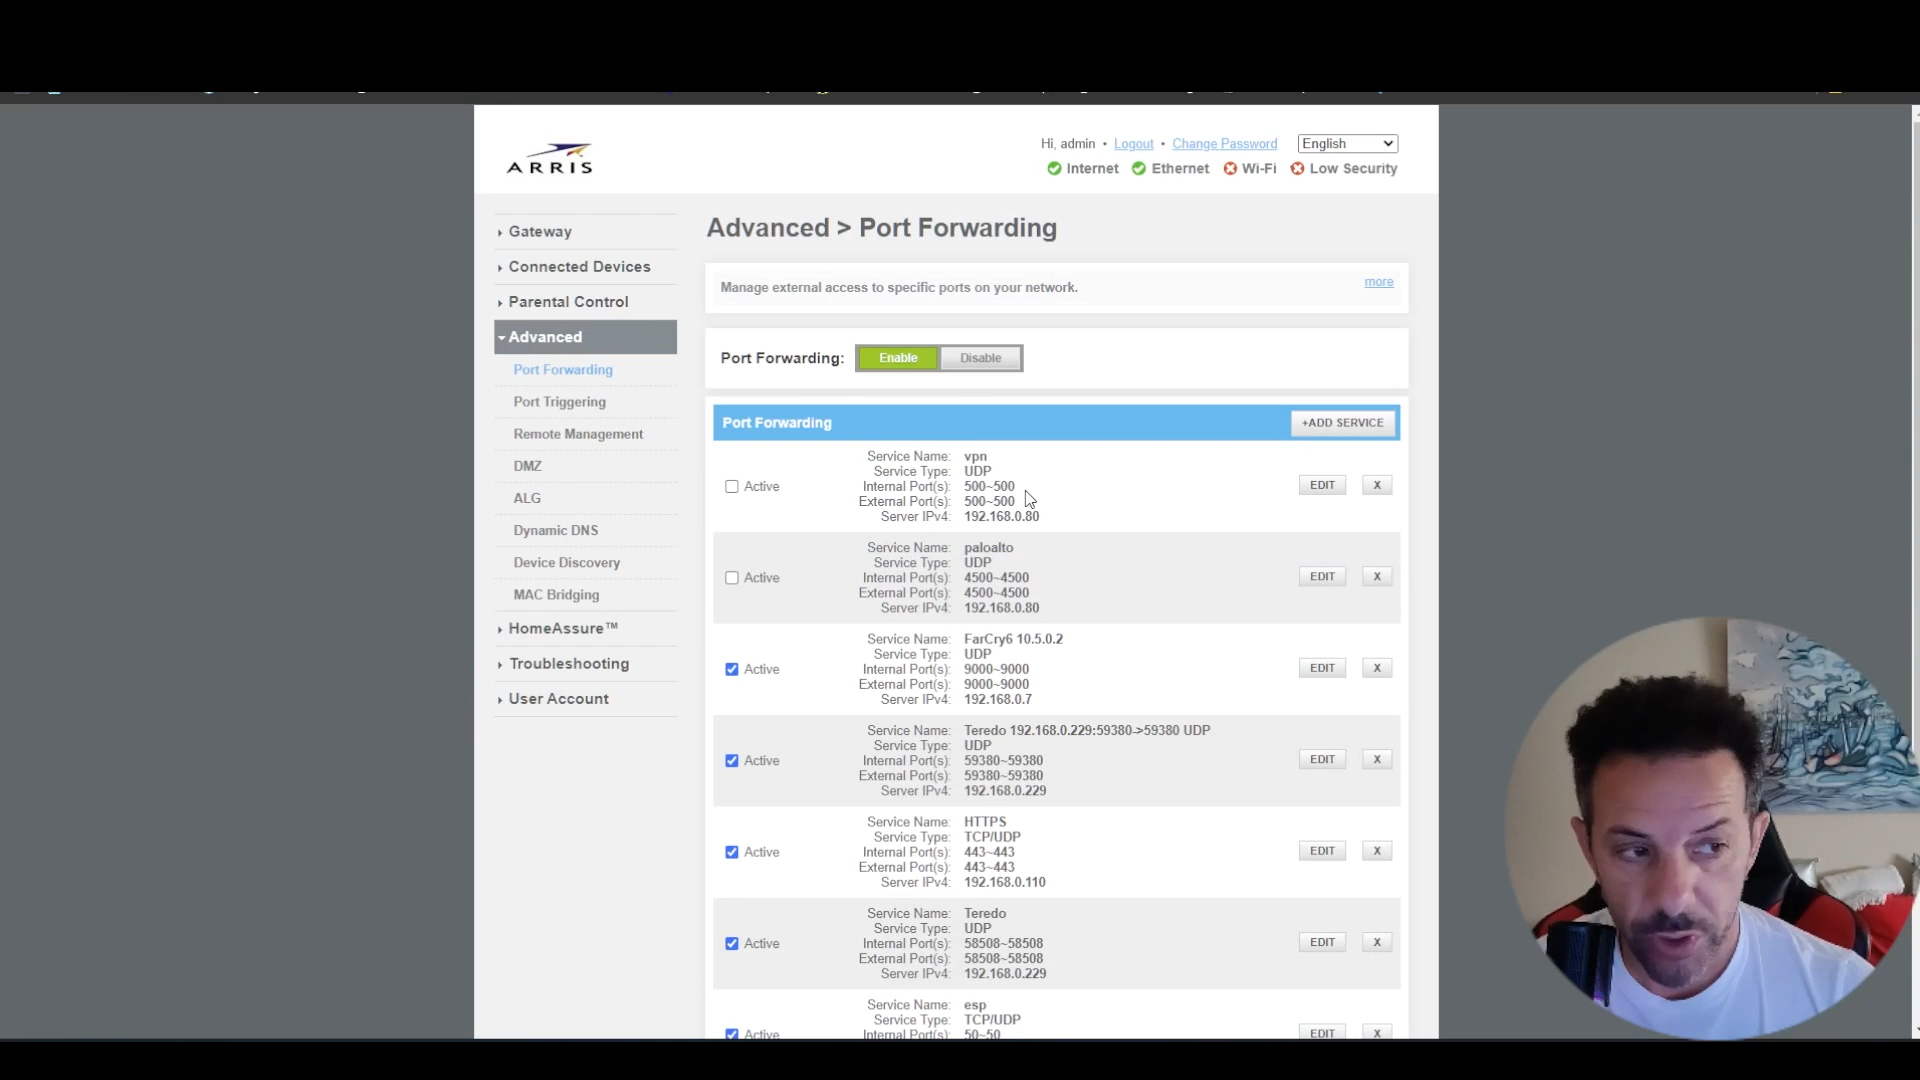 ARRIS
Hi, admin • Logout • Change Password English
Internet Ethernet Wi-Fi Low Security
Gateway
Connected Devices
Parental Control
Advanced
Port Forwarding
Port Triggering
Remote Management
DMZ
ALG
Dynamic DNS
Device Discovery
MAC Bridging
HomeAssure™
Troubleshooting
User Account
Advanced > Port Forwarding
Manage external access to specific ports on your network. more
Port Forwarding: Enable Disable
Port Forwarding +ADD SERVICE
Service Name: vpn
Service Type: UDP
Active Internal Port(s): 500~500 EDIT X
External Port(s): 500~500
Server IPv4: 192.168.0.80
Service Name: paloalto
Service Type: UDP
Active Internal Port(s): 4500~4500 EDIT X
External Port(s): 4500~4500
Server IPv4: 192.168.0.80
Service Name: FarCry6 10.5.0.2
Service Type: UDP
Active Internal Port(s): 9000~9000 EDIT X
External Port(s): 9000~9000
Server IPv4: 192.168.0.7
Service Name: Teredo 192.168.0.229:59380->59380 UDP
Service Type: UDP
Active Internal Port(s): 59380~59380 EDIT X
External Port(s): 59380~59380
Server IPv4: 192.168.0.229
Service Name: HTTPS
Service Type: TCP/UDP
Active Internal Port(s): 443~443 EDIT X
External Port(s): 443~443
Server IPv4: 192.168.0.110
Service Name: Teredo
Service Type: UDP
Active Internal Port(s): 58508~58508 EDIT X
External Port(s): 58508~58508
Server IPv4: 192.168.0.229
Service Name: esp
Service Type: TCP/UDP
Active Internal Port(s): 50~50 EDIT X